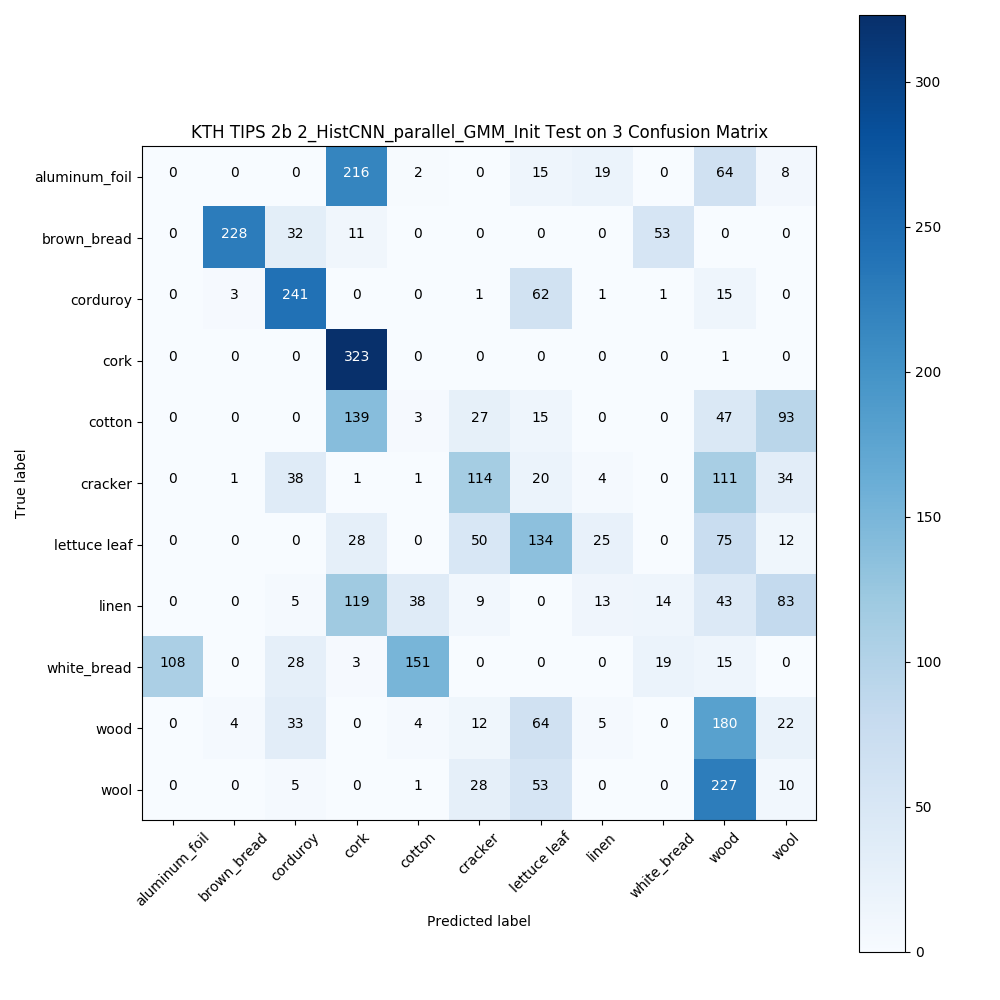 KTH TIPS 2b 2_HistCNN_parallel_GMM_Init Test on 3 Confusion Matrix
aluminum_foil 0 0 0 216 2 0 15 19 0 64 8
brown_bread 0 228 32 11 0 0 0 0 53 0 0
corduroy 0 3 241 0 0 1 62 1 1 15 0
cork 0 0 0 323 0 0 0 0 0 1 0
cotton 0 0 0 139 3 27 15 0 0 47 93
cracker 0 1 38 1 1 114 20 4 0 111 34
lettuce leaf 0 0 0 28 0 50 134 25 0 75 12
linen 0 0 5 119 38 9 0 13 14 43 83
white_bread 108 0 28 3 151 0 0 0 19 15 0
wood 0 4 33 0 4 12 64 5 0 180 22
wool 0 0 5 0 1 28 53 0 0 227 10
aluminum_foil brown_bread corduroy cork cotton cracker lettuce leaf linen white_bread wood wool
Predicted label
True label
300
250
200
150
100
50
0